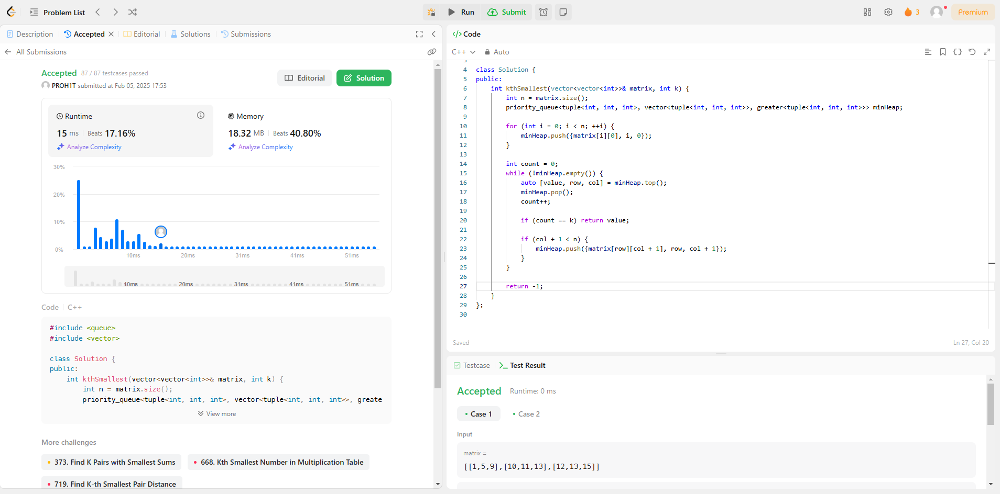 Problem List
Run
Submit
3
Premium
Description
Accepted
Editorial
Solutions
Submissions
All Submissions
Accepted 87 / 87 testcases passed
PROH1T submitted at Feb 05, 2025 17:53
Editorial
Solution
Runtime
15 ms Beats 17.16%
Analyze Complexity
Memory
18.32 MB Beats 40.80%
Analyze Complexity
30%
20%
10%
0%
10ms 20ms 31ms 41ms 51ms
10ms 20ms 31ms 41ms 51ms
Code C++
#include <queue>
#include <vector>
class Solution {
public:
int kthSmallest(vector<vector<int>>& matrix, int k) {
int n = matrix.size();
priority_queue<tuple<int, int, int>, vector<tuple<int, int, int>>, greate
View more
More challenges
373. Find K Pairs with Smallest Sums
668. Kth Smallest Number in Multiplication Table
719. Find K-th Smallest Pair Distance
</> Code
C++ Auto
4 class Solution {
5 public:
6 int kthSmallest(vector<vector<int>>& matrix, int k) {
7 int n = matrix.size();
8 priority_queue<tuple<int, int, int>, vector<tuple<int, int, int>>, greater<tuple<int, int, int>>> minHeap;
9
10 for (int i = 0; i < n; ++i) {
11 minHeap.push({matrix[i][0], i, 0});
12 }
13
14 int count = 0;
15 while (!minHeap.empty()) {
16 auto [value, row, col] = minHeap.top();
17 minHeap.pop();
18 count++;
19
20 if (count == k) return value;
21
22 if (col + 1 < n) {
23 minHeap.push({matrix[row][col + 1], row, col + 1});
24 }
25 }
26
27 return -1;
28 }
29 };
30
Saved
Ln 27, Col 20
Testcase
Test Result
Accepted Runtime: 0 ms
Case 1
Case 2
Input
matrix =
[[1,5,9],[10,11,13],[12,13,15]]